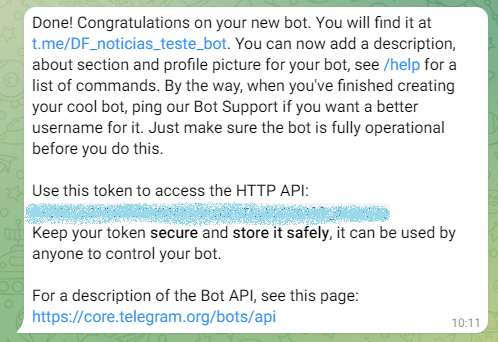 Done! Congratulations on your new bot. You will find it at
t.me/DF_noticias_teste_bot. You can now add a description,
about section and profile picture for your bot, see /help for a
list of commands. By the way, when you've finished creating
your cool bot, ping our Bot Support if you want a better
username for it. Just make sure the bot is fully operational
before you do this.
Use this token to access the HTTP API:
Keep your token secure and store it safely, it can be used by
anyone to control your bot.
For a description of the Bot API, see this page:
https://core.telegram.org/bots/api
10:11